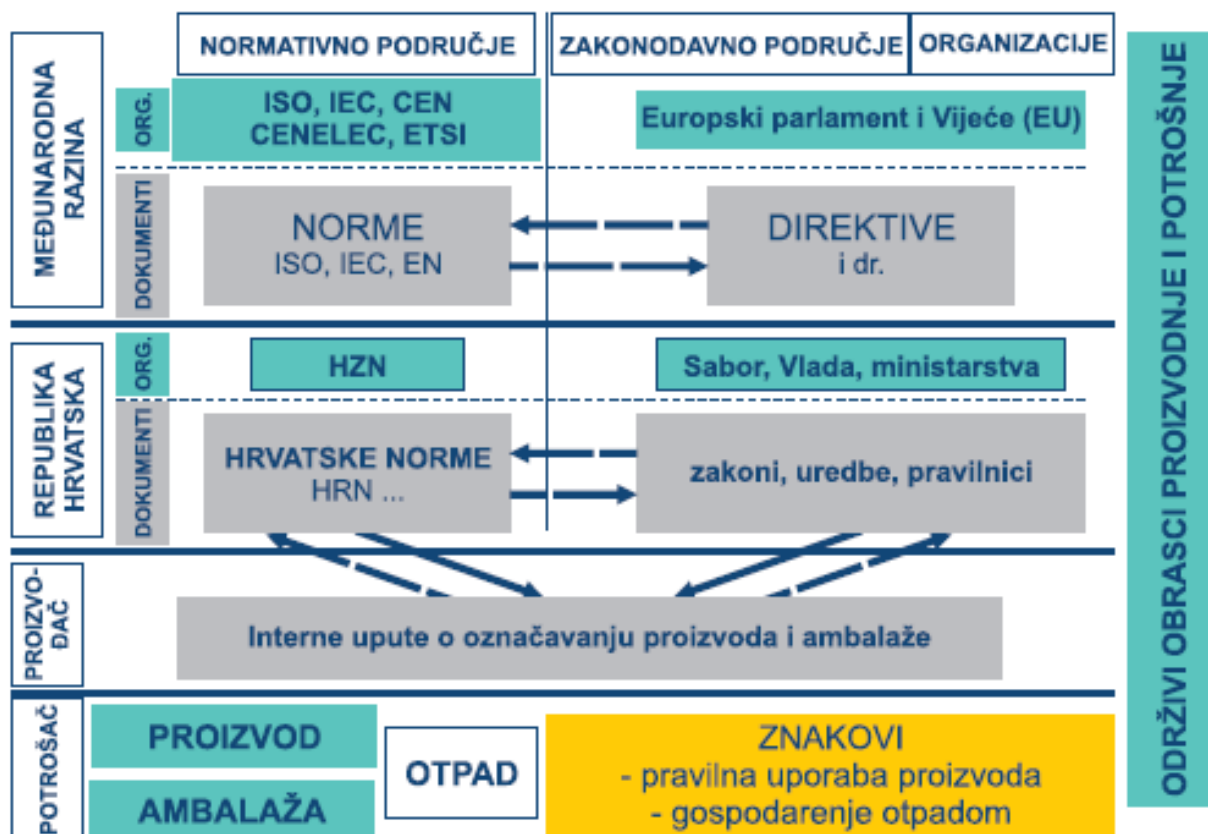 NORMATIVNO PODRUČJE
ZAKONODAVNO PODRUČJE
ORGANIZACIJE
MEĐUNARODNA
RAZINA
ORG.
ISO, IEC, CEN
CENELEC, ETSI
Europski parlament i Vijeće (EU)
DOKUMENTI
NORME
ISO, IEC, EN
DIREKTIVE
i dr.
REPUBLIKA
HRVATSKA
ORG.
HZN
Sabor, Vlada, ministarstva
DOKUMENTI
HRVATSKE NORME
HRN ...
zakoni, uredbe, pravilnici
PROIZVO-
ĐAČ
Interne upute o označavanju proizvoda i ambalaže
POTROŠAČ
PROIZVOD
AMBALAŽA
OTPAD
ZNAKOVI
- pravilna uporaba proizvoda
- gospodarenje otpadom
ODRŽIVI OBRASCI PROIZVODNJE I POTROŠNJE